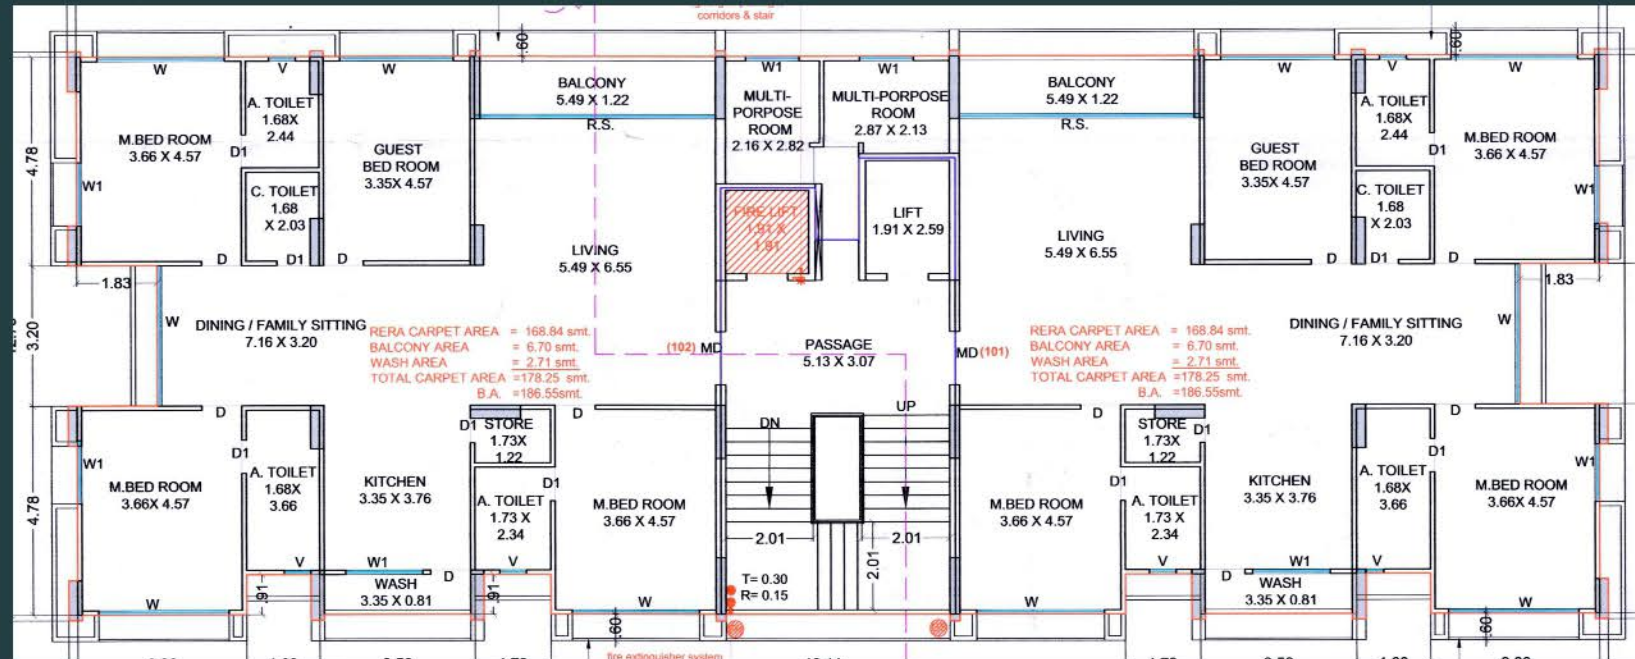 corridors & stair
.60
.60
W
V
W
BALCONY
5.49 X 1.22
R.S.
W1
W1
MULTI-
PORPOSE
ROOM
2.16 X 2.82
MULTI-PORPOSE
ROOM
2.87 X 2.13
BALCONY
5.49 X 1.22
R.S.
W
V
W
A. TOILET
1.68X
2.44
M.BED ROOM
3.66 X 4.57
D1
GUEST
BED ROOM
3.35X 4.57
C. TOILET
1.68
X 2.03
W1
4.78
D
D1
D
LIVING
5.49 X 6.55
FIRE LIFT
1.91 X
1.91
LIFT
1.91 X 2.59
LIVING
5.49 X 6.55
GUEST
BED ROOM
3.35X 4.57
A. TOILET
1.68X
2.44
D1
M.BED ROOM
3.66 X 4.57
C. TOILET
1.68
X 2.03
W1
D
D1
D
1.83
1.83
3.20
W
DINING / FAMILY SITTING
7.16 X 3.20
RERA CARPET AREA = 168.84 smt.
BALCONY AREA = 6.70 smt.
WASH AREA = 2.71 smt.
TOTAL CARPET AREA =178.25 smt.
B.A. =186.55smt.
(102) MD
PASSAGE
5.13 X 3.07
MD (101)
RERA CARPET AREA = 168.84 smt.
BALCONY AREA = 6.70 smt.
WASH AREA = 2.71 smt.
TOTAL CARPET AREA =178.25 smt.
B.A. =186.55smt.
DINING / FAMILY SITTING
7.16 X 3.20
W
D
D1
STORE
1.73X
1.22
D
DN
UP
D
STORE
1.73X
1.22
D1
D
4.78
W1
M.BED ROOM
3.66X 4.57
D1
A. TOILET
1.68X
3.66
KITCHEN
3.35 X 3.76
A. TOILET
1.73 X
2.34
D1
M.BED ROOM
3.66 X 4.57
2.01
2.01
2.01
M.BED ROOM
3.66 X 4.57
D1
A. TOILET
1.73 X
2.34
KITCHEN
3.35 X 3.76
A. TOILET
1.68X
3.66
D1
M.BED ROOM
3.66X 4.57
W1
V
W1
D
V
WASH
3.35 X 0.81
.91
.91
W
W
T= 0.30
R= 0.15
W
V
D
W1
WASH
3.35 X 0.81
V
W
.60
.60
fire extinguisher system